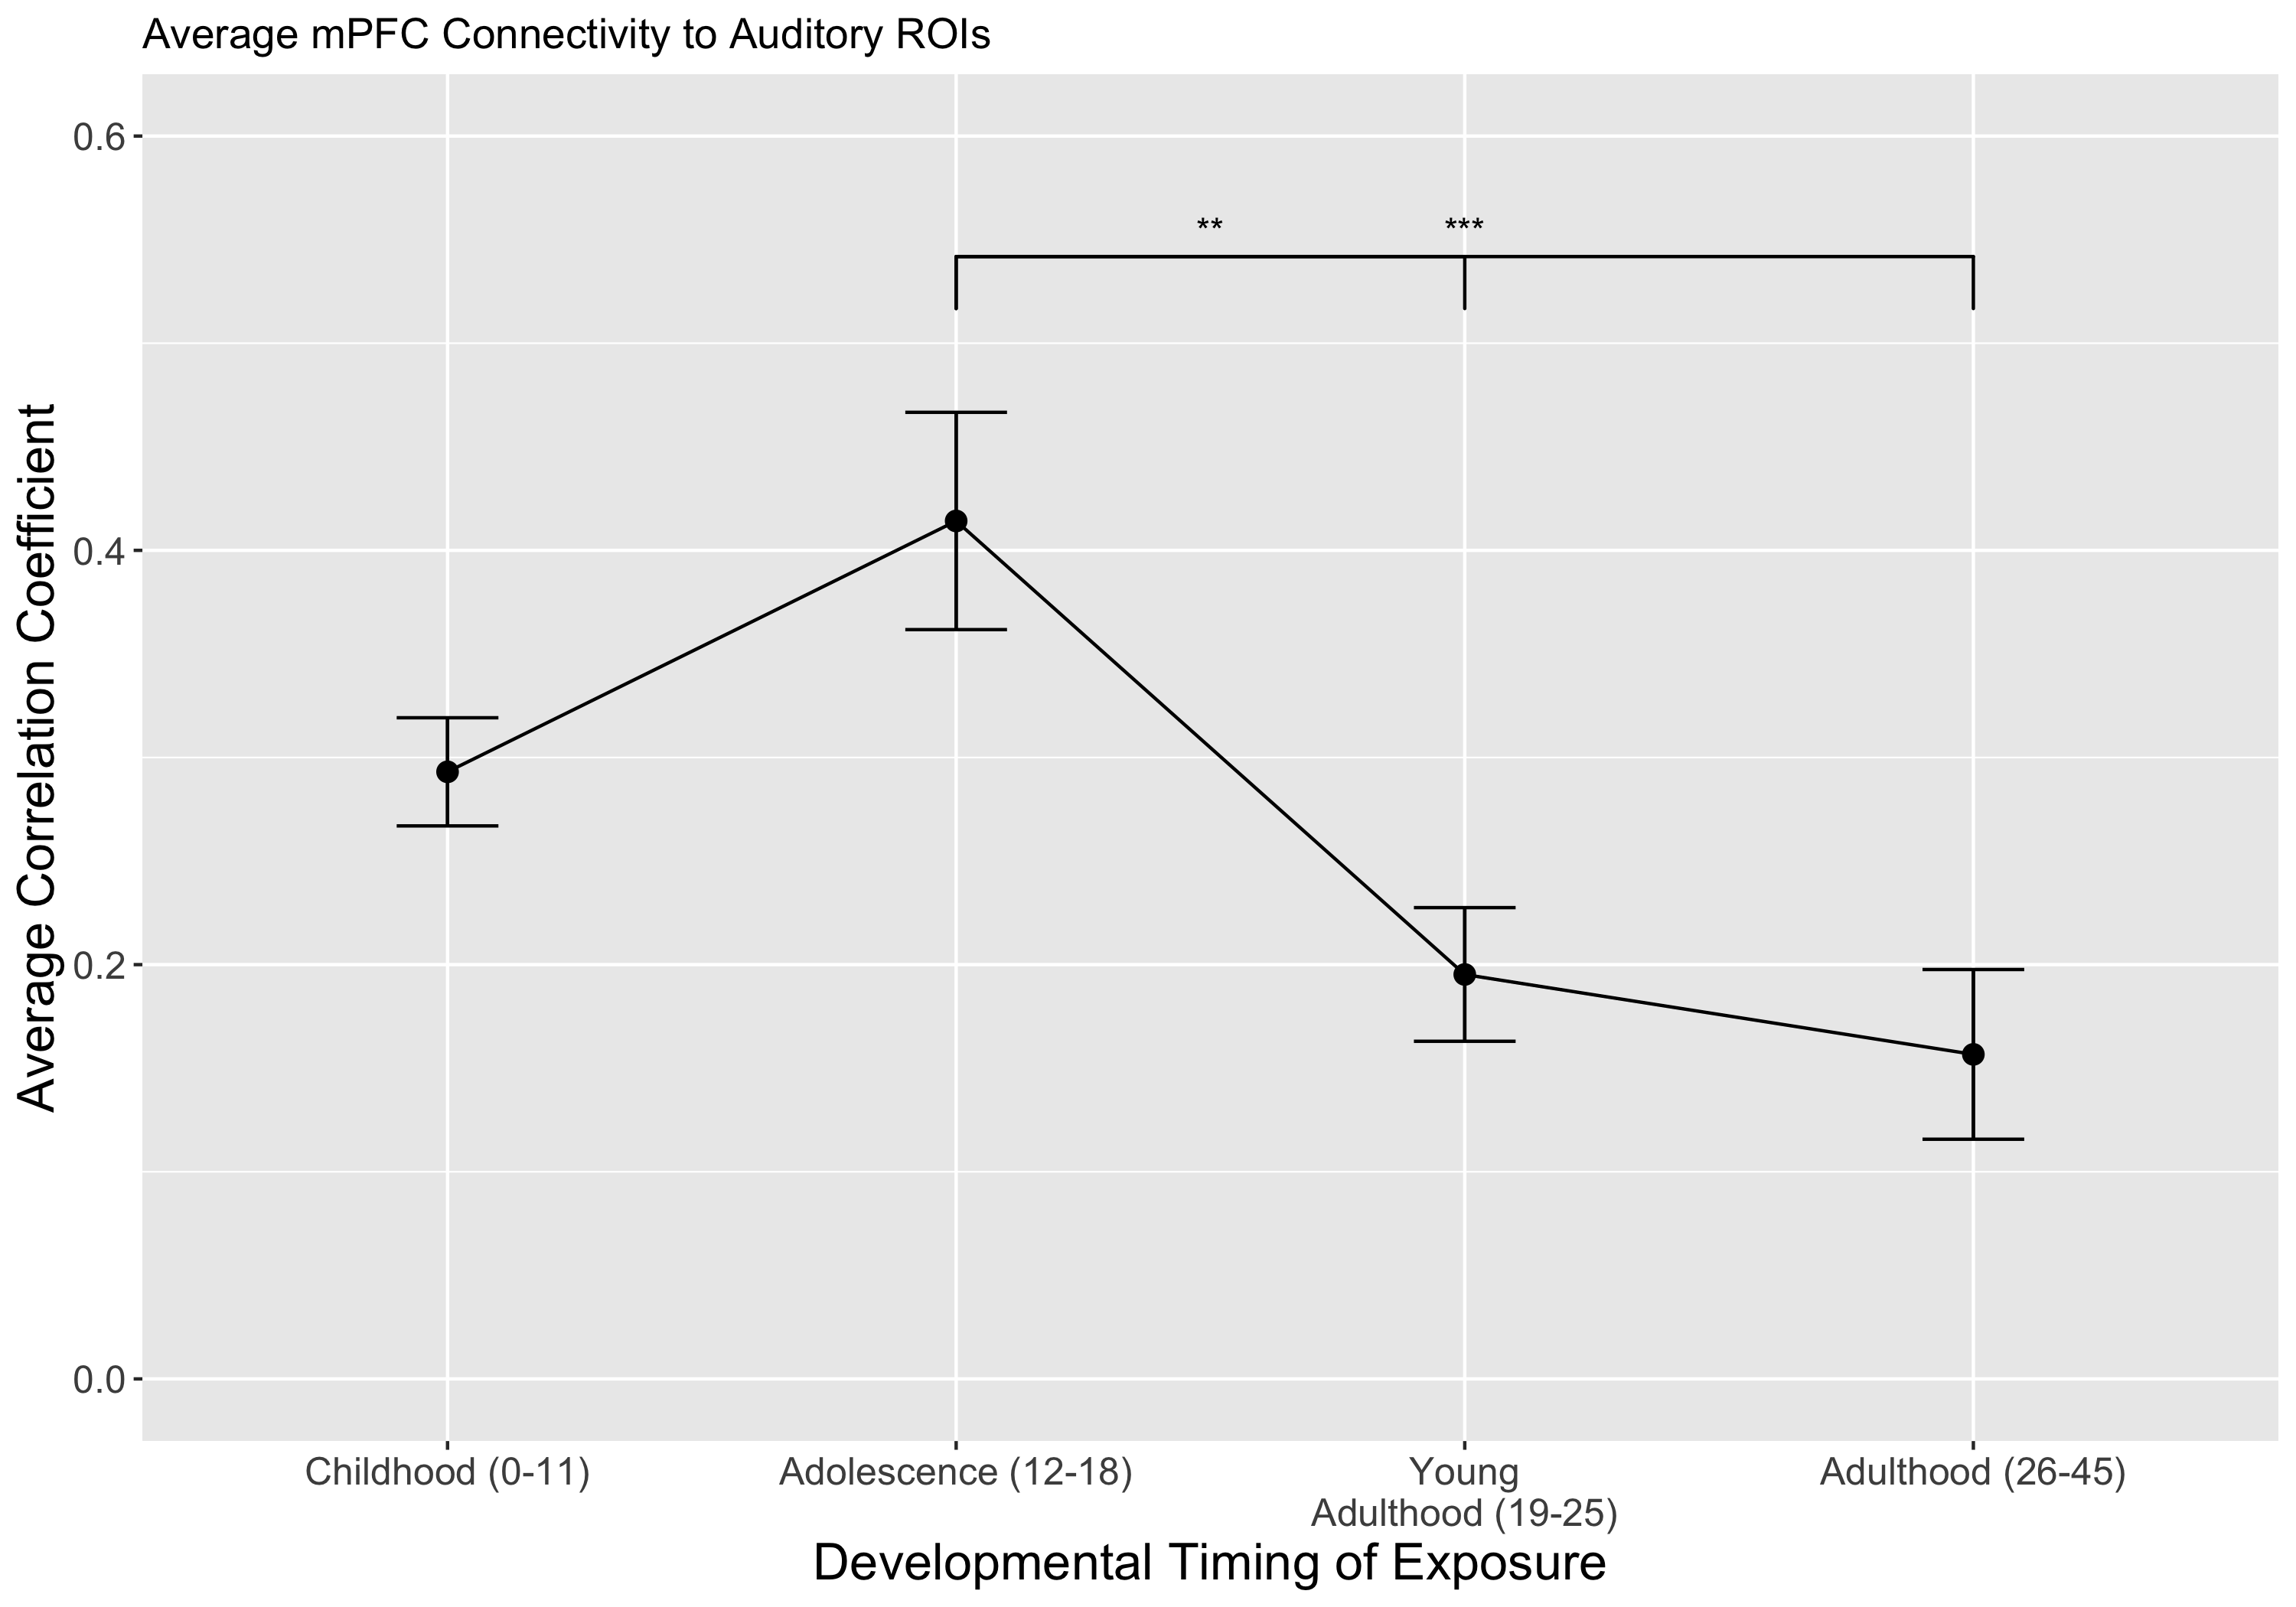 Average mPFC Connectivity to Auditory ROIs
Average Correlation Coefficient
0.6
0.4
0.2
0.0
** ***
Childhood (0-11) Adolescence (12-18) Young Adulthood (26-45)
Adulthood (19-25)
Developmental Timing of Exposure